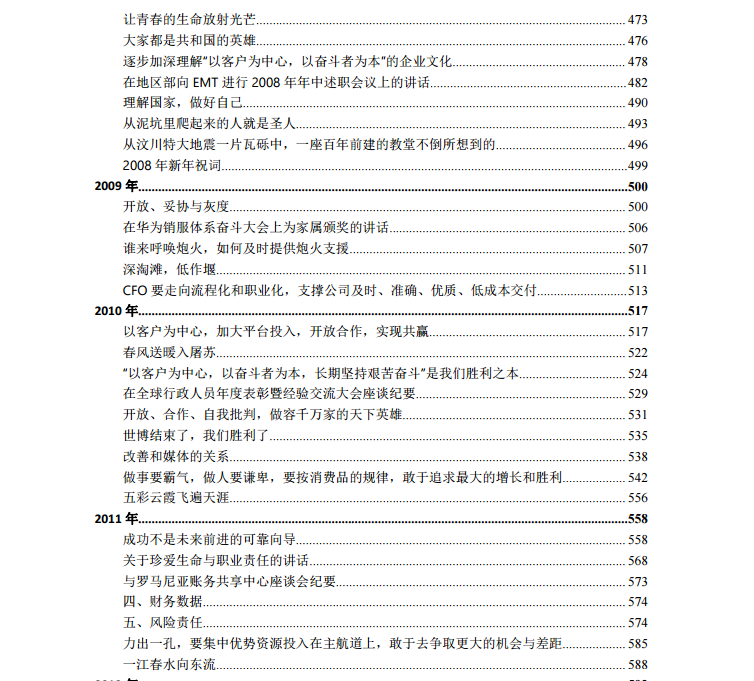 让青春的生命放射光芒 473
大家都是共和国的英雄 476
逐步加深理解“以客户为中心，以奋斗者为本”的企业文化 478
在地区部向 EMT 进行 2008 年年中述职会议上的讲话 482
理解国家，做好自己 490
从泥坑里爬起来的人就是圣人 493
从汶川特大地震一片瓦砾中，一座百年前建的教堂不倒所想到的 496
2008 年新年祝词 499
2009 年 500
开放、妥协与灰度 500
在华为销服体系奋斗大会上为家属颁奖的讲话 506
谁来呼唤炮火，如何及时提供炮火支援 507
深淘滩，低作堰 511
CFO 要走向流程化和职业化，支撑公司及时、准确、优质、低成本交付 513
2010 年 517
以客户为中心，加大平台投入，开放合作，实现共赢 517
春风送暖入屠苏 522
“以客户为中心，以奋斗者为本，长期坚持艰苦奋斗”是我们胜利之本 524
在全球行政人员年度表彰暨经验交流大会座谈纪要 529
开放、合作、自我批判，做容千万家的天下英雄 531
世博结束了，我们胜利了 535
改善和媒体的关系 538
做事要霸气，做人要谦卑，要按消费品的规律，敢于追求最大的增长和胜利 542
五彩云霞飞遍天涯 556
2011 年 558
成功不是未来前进的可靠向导 558
关于珍爱生命与职业责任的讲话 568
与罗马尼亚账务共享中心座谈会纪要 573
四、财务数据 574
五、风险责任 574
力出一孔，要集中优势资源投入在主航道上，敢于去争取更大的机会与差距 585
一江春水向东流 588